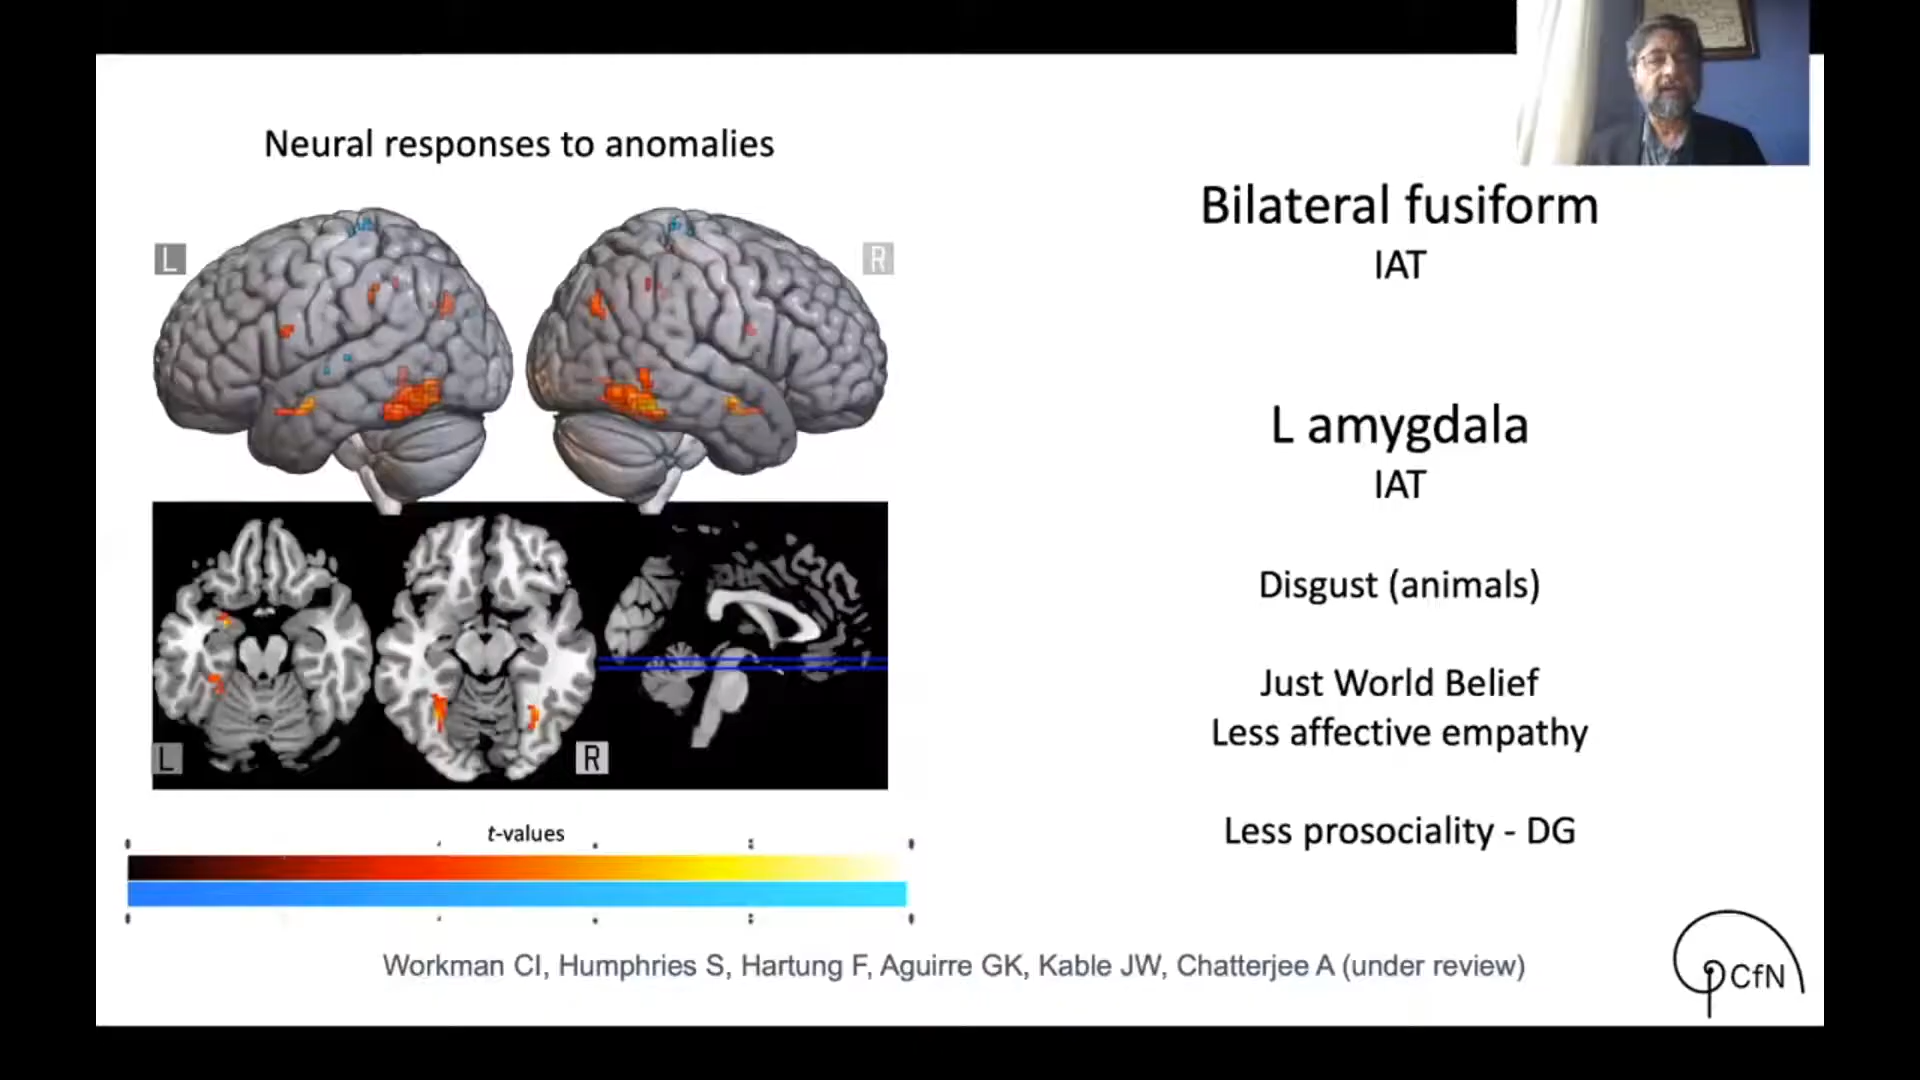 Neural responses to anomalies
L
R
L
R
t-values
Bilateral fusiform
IAT
L amygdala
IAT
Disgust (animals)
Just World Belief
Less affective empathy
Less prosociality - DG
Workman CI, Humphries S, Hartung F, Aguirre GK, Kable JW, Chatterjee A (under review)
CfN